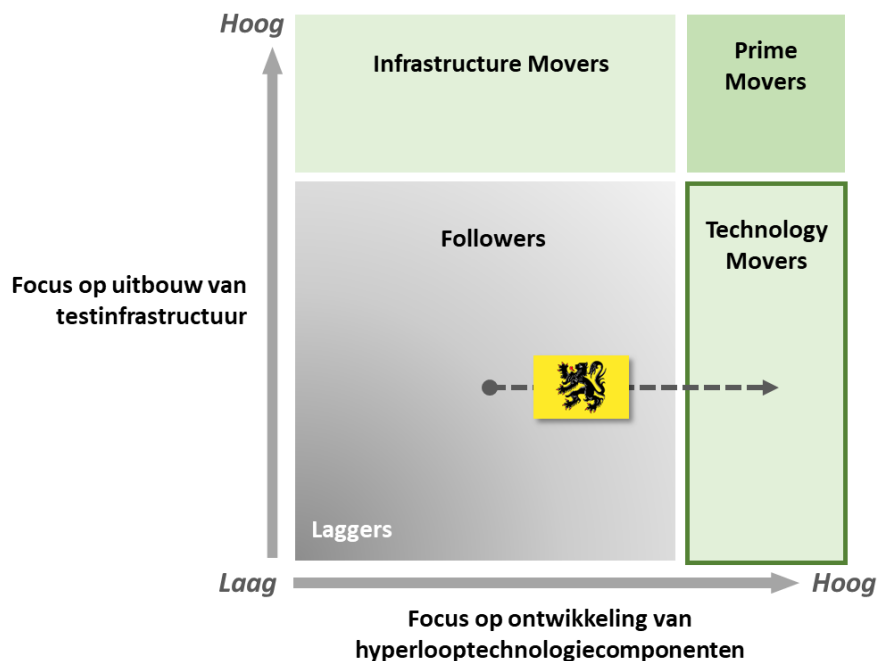 Hoog
Infrastructure Movers
Prime
Movers
Followers
Technology
Movers
Focus op uitbouw van
testinfrastructuur
Laggers
Laag
Hoog
Focus op ontwikkeling van
hyperlooptechnologiecomponenten